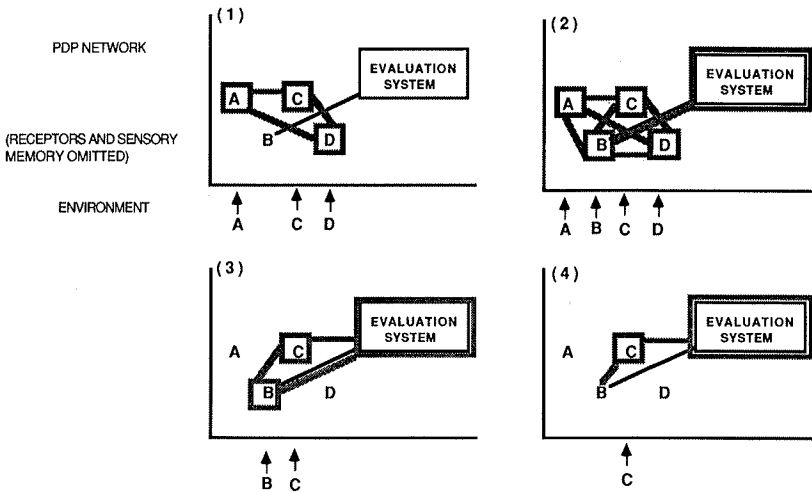 PDP NETWORK
(RECEPTORS AND SENSORY
MEMORY OMITTED)
ENVIRONMENT
(1)
EVALUATION
SYSTEM
A
C
B
D
A C D
(2)
EVALUATION
SYSTEM
A
C
B
D
A B C D
(3)
EVALUATION
SYSTEM
A
C
B
D
B C
(4)
EVALUATION
SYSTEM
A
C
B
D
C